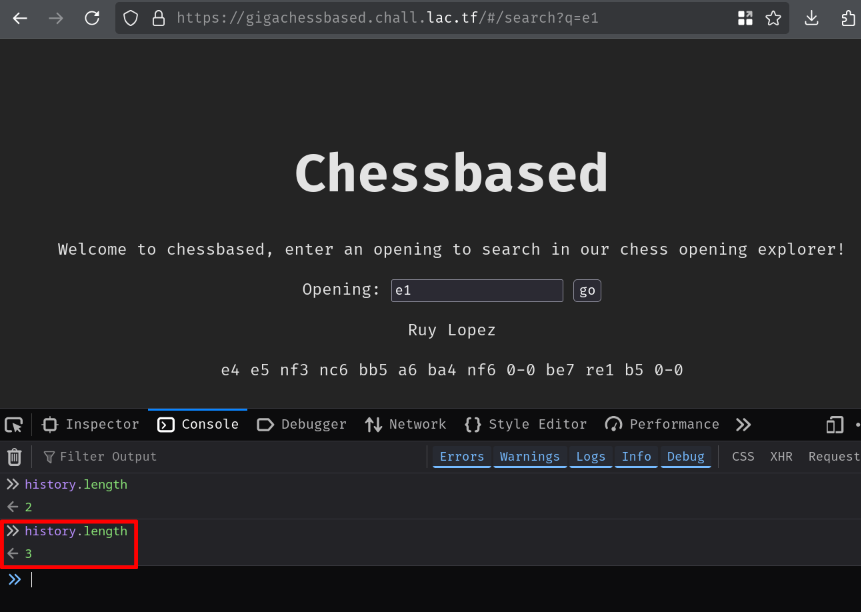 https://gigachessbased.chall.lac.tf/#/search?q=e1
Chessbased
Welcome to chessbased, enter an opening to search in our chess opening explorer!
Opening: e1 go
Ruy Lopez
e4 e5 nf3 nc6 bb5 a6 ba4 nf6 0-0 be7 re1 b5 0-0
Inspector Console Debugger Network {} Style Editor Performance
Filter Output Errors Warnings Logs Info Debug CSS XHR Request
history.length
2
history.length
3